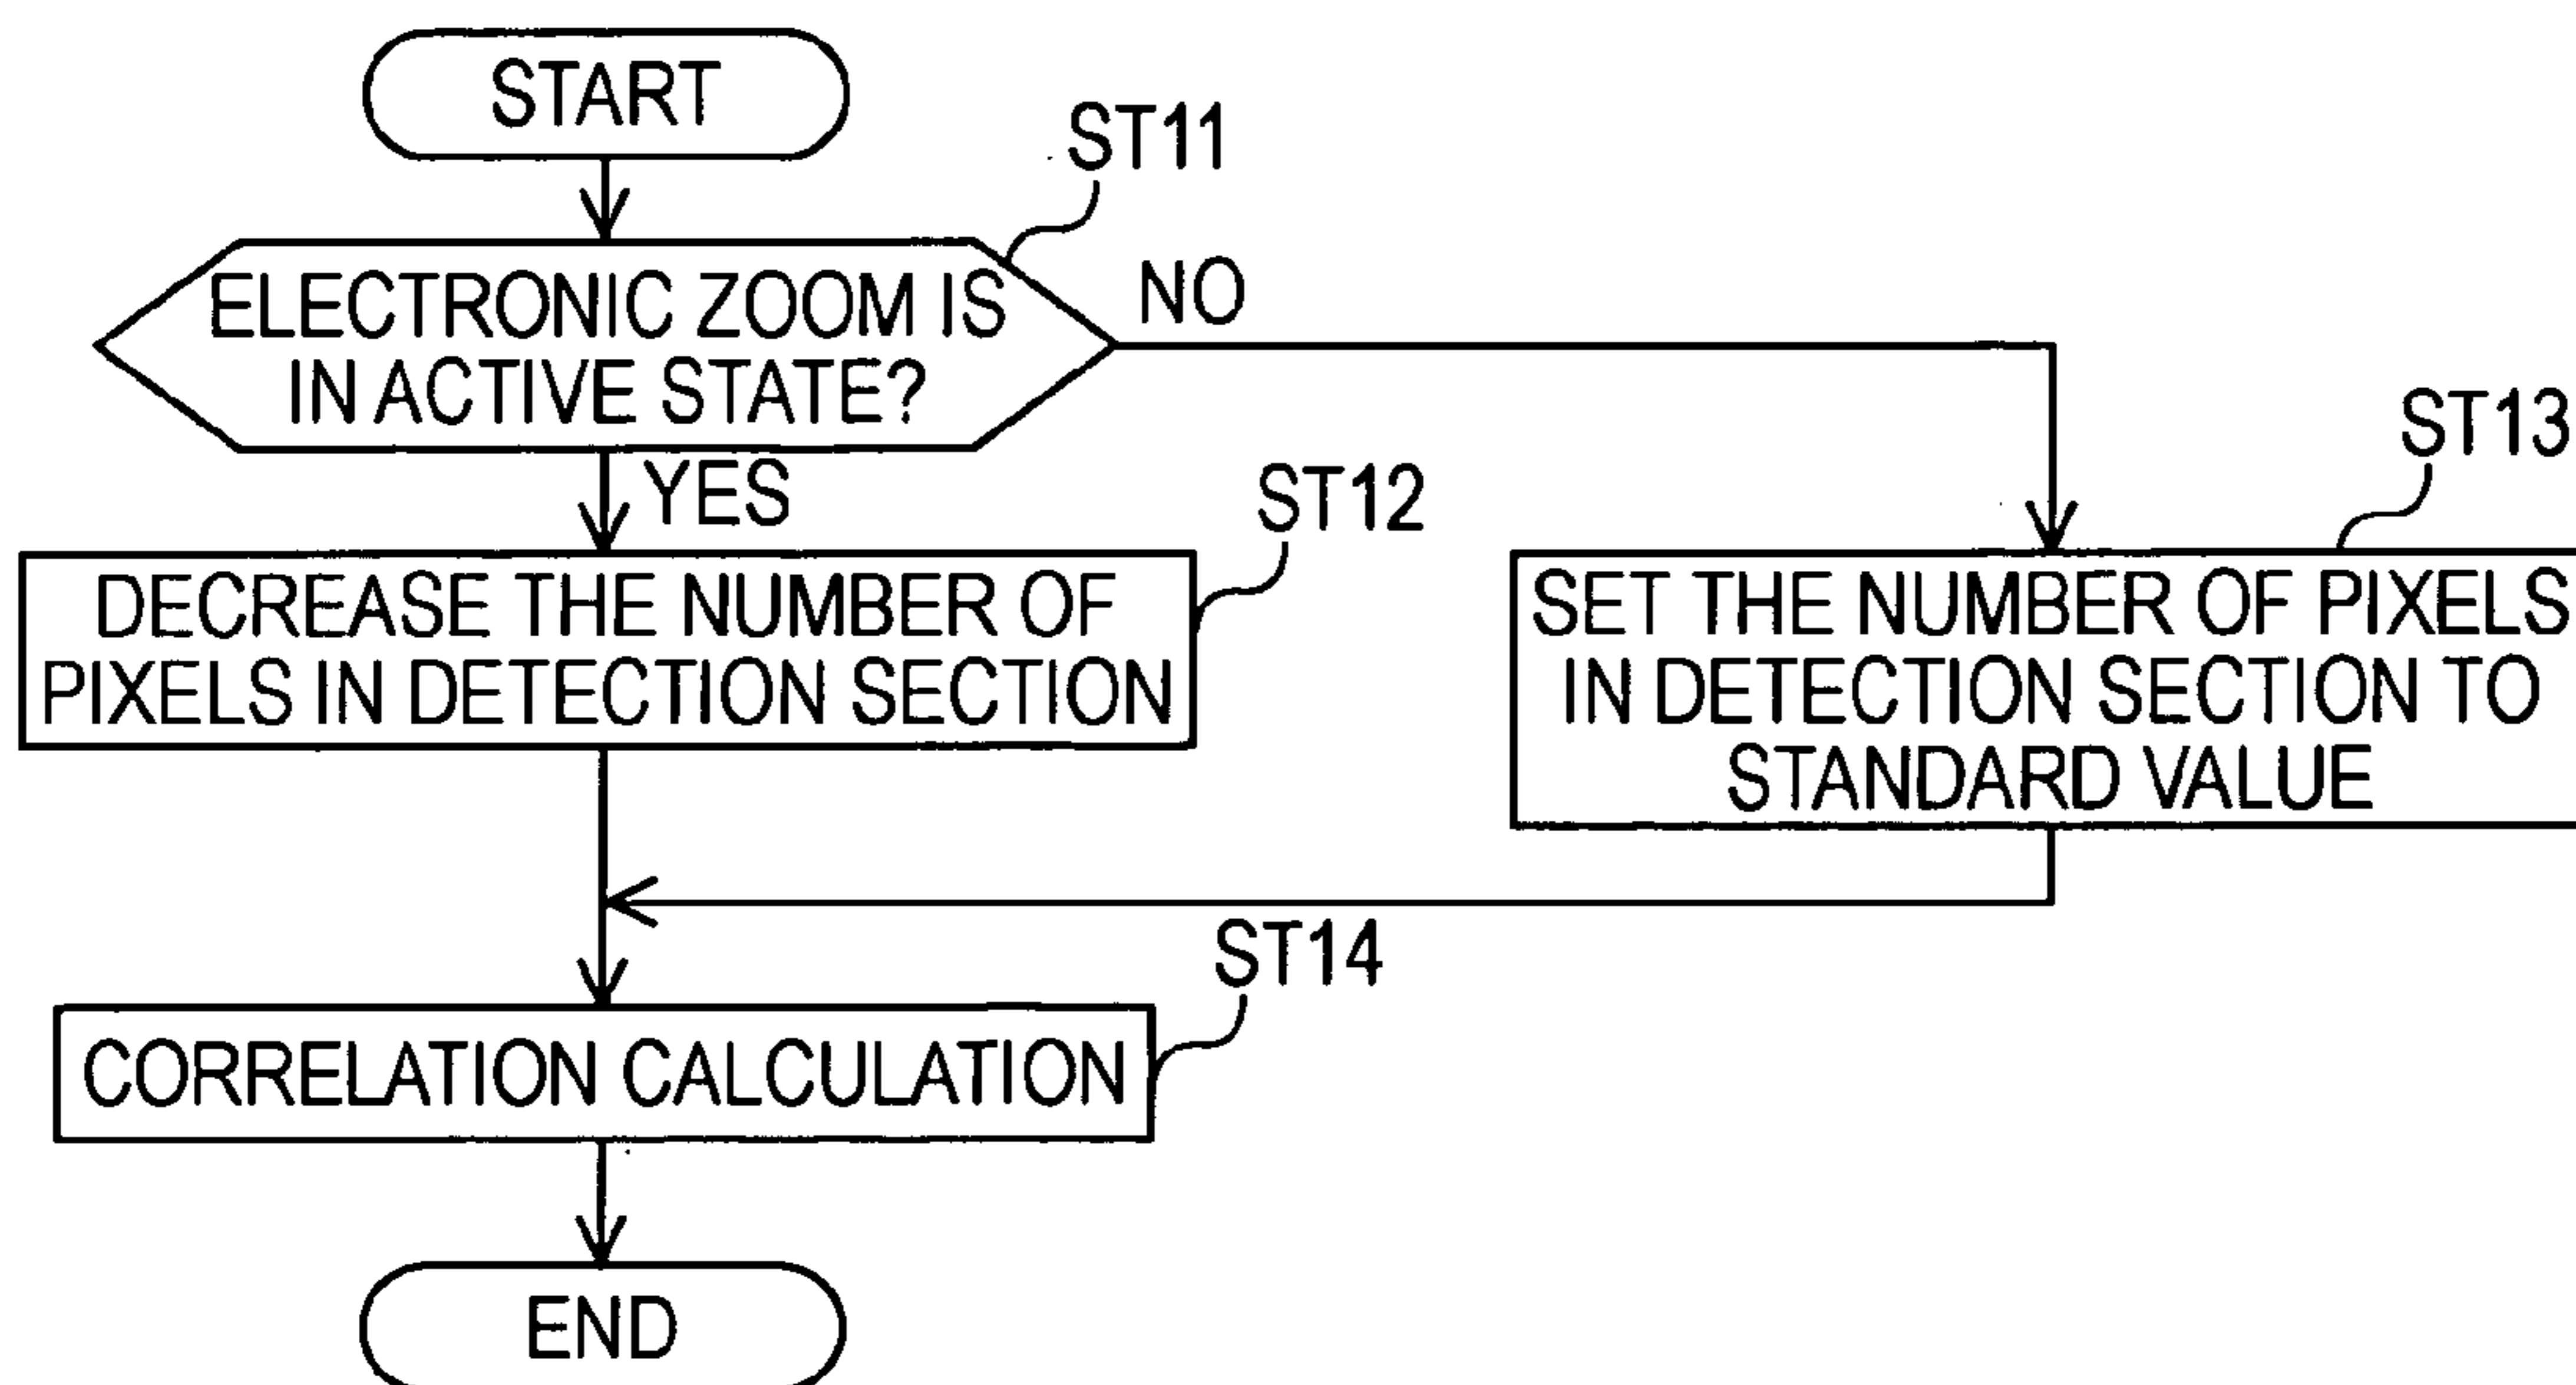 START
ST11
ELECTRONIC ZOOM IS
IN ACTIVE STATE?
NO
YES
ST12
DECREASE THE NUMBER OF
PIXELS IN DETECTION SECTION
ST13
SET THE NUMBER OF PIXELS
IN DETECTION SECTION TO
STANDARD VALUE
ST14
CORRELATION CALCULATION
END